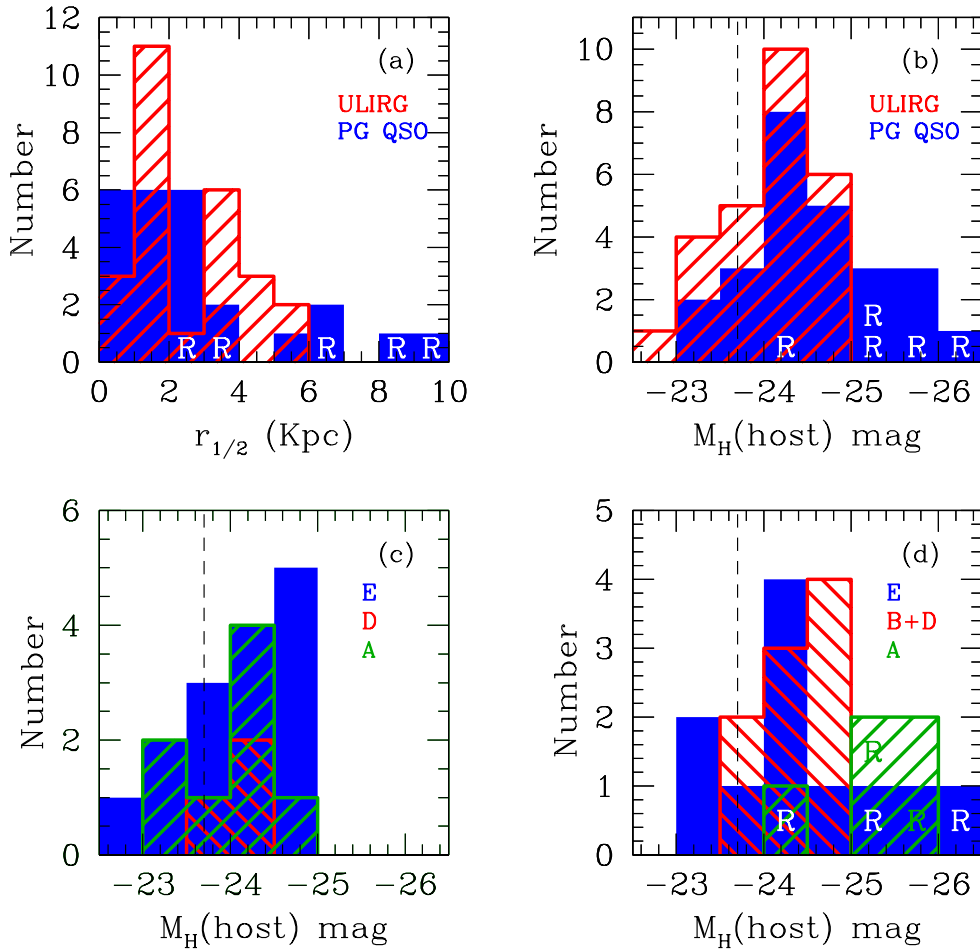 (a)
ULIRG
PG QSO
12
10
8
6
4
2
0
Number
R R R R R
0 2 4 6 8 10
r1/2 (Kpc)
(b)
ULIRG
PG QSO
10
8
6
4
2
0
Number
R
R R R R
−23 −24 −25 −26
MH(host) mag
(c)
E
D
A
6
4
2
0
Number
−23 −24 −25 −26
MH(host) mag
(d)
E
B+D
A
5
4
3
2
1
0
Number
R
R R R R
−23 −24 −25 −26
MH(host) mag